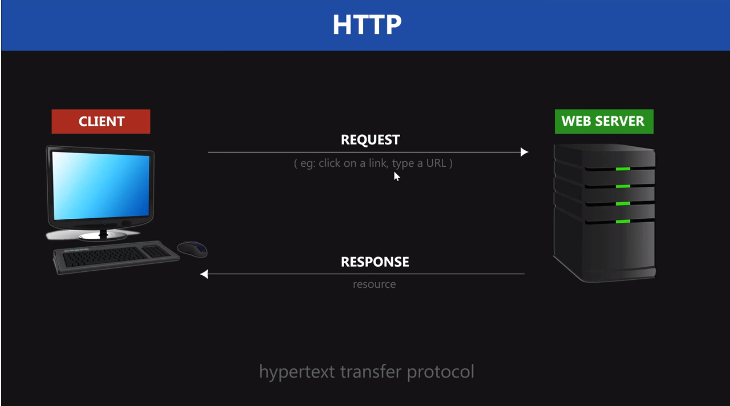 HTTP
CLIENT
WEB SERVER
REQUEST
( eg: click on a link, type a URL )
RESPONSE
resource
hypertext transfer protocol